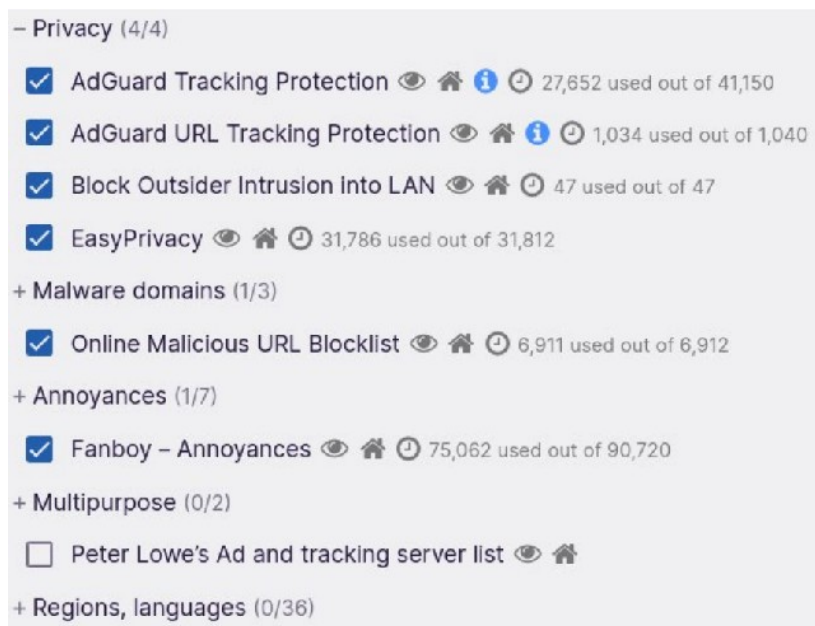 – Privacy (4/4)
AdGuard Tracking Protection 27,652 used out of 41,150
AdGuard URL Tracking Protection 1,034 used out of 1,040
Block Outsider Intrusion into LAN 47 used out of 47
EasyPrivacy 31,786 used out of 31,812
+ Malware domains (1/3)
Online Malicious URL Blocklist 6,911 used out of 6,912
+ Annoyances (1/7)
Fanboy – Annoyances 75,062 used out of 90,720
+ Multipurpose (0/2)
Peter Lowe’s Ad and tracking server list
+ Regions, languages (0/36)